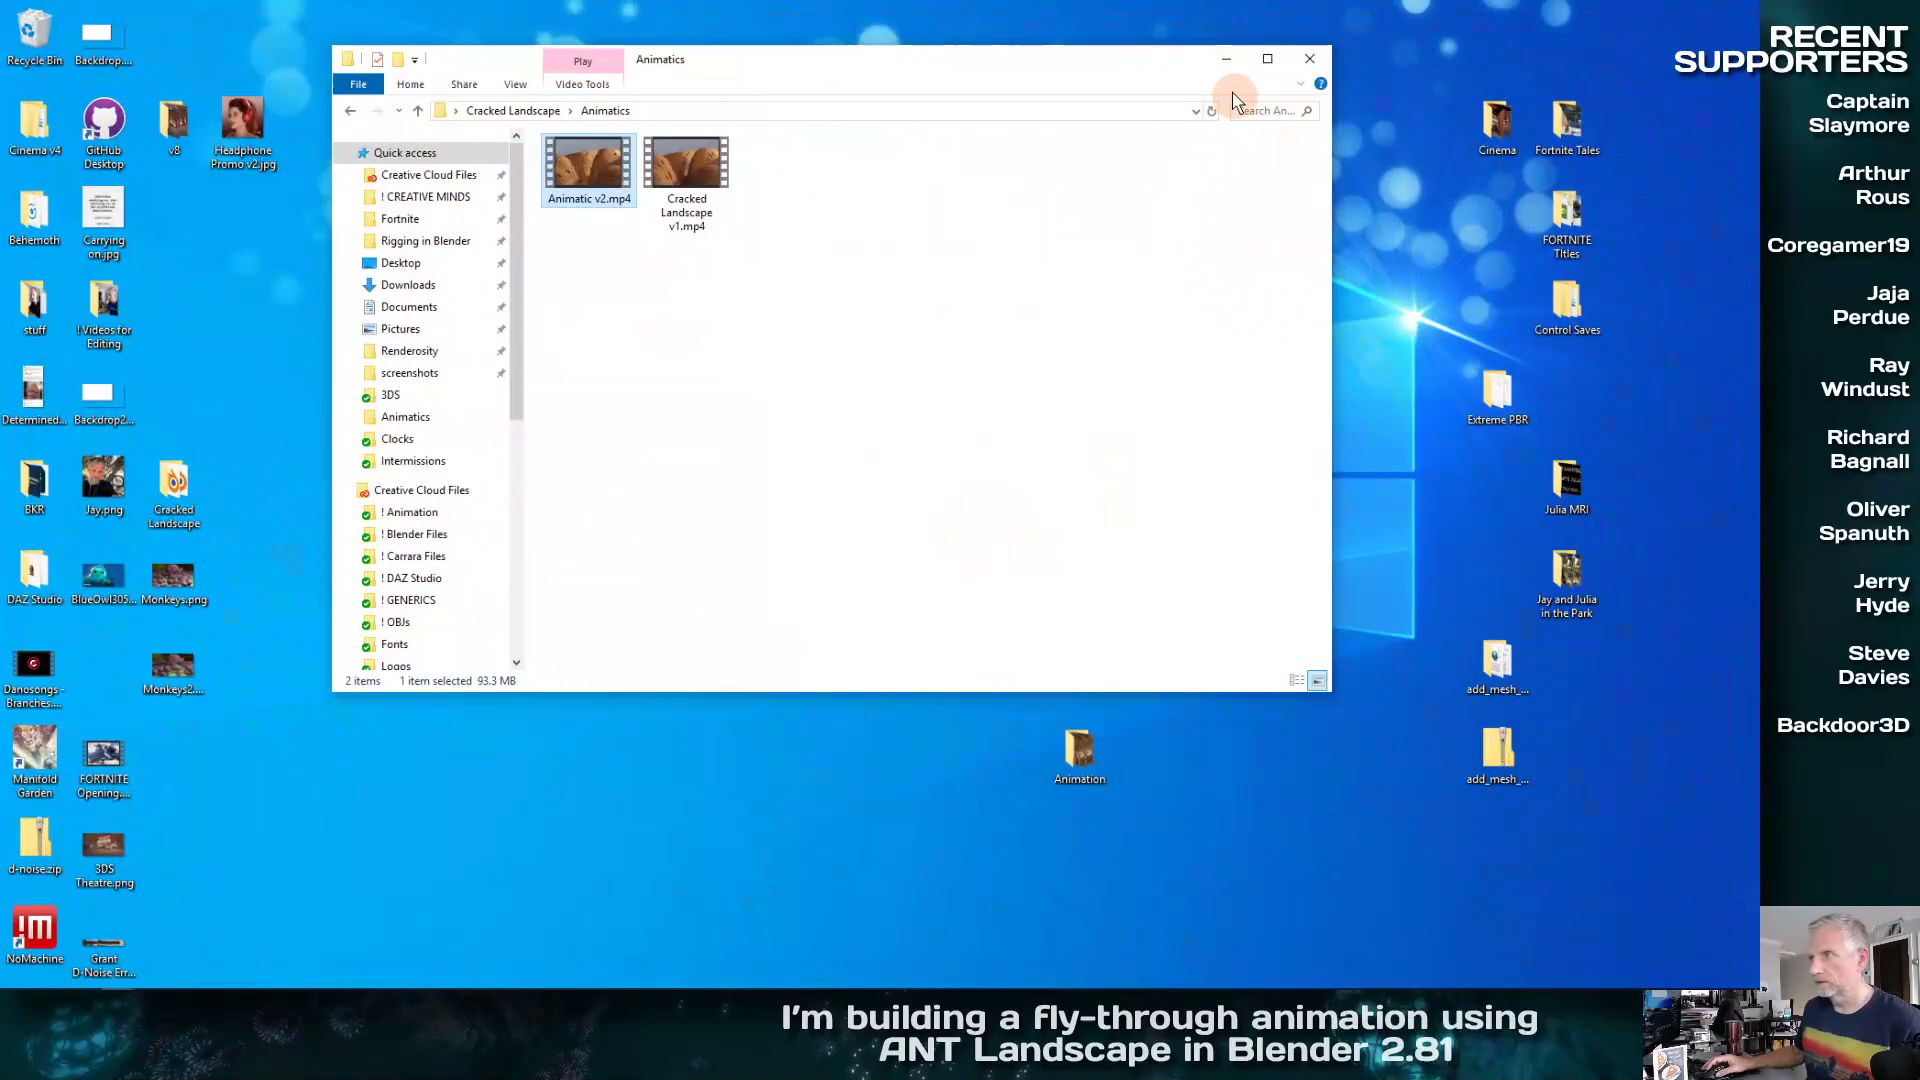 Recycle Bin
Backdrop....
Cinema v4
GitHub
Desktop
v8
Headphone
Promo v2.jpg
Behemoth
Carrying
on.jpg
stuff
! Videos for
Editing
Determined...
Backdrop2...
BKR
Jay.png
Cracked
Landscape
DAZ Studio
BlueOwl305...
Monkeys.png
Danosongs -
Branches....
Monkeys2....
Manifold
Garden
FORTNITE
Opening....
d-noise.zip
3DS
Theatre.png
NoMachine
Grant
D-Noise Err...
Play
Animatics
File
Home
Share
View
Video Tools
Cracked Landscape > Animatics
Search An...
Quick access
Creative Cloud Files
! CREATIVE MINDS
Fortnite
Rigging in Blender
Desktop
Downloads
Documents
Pictures
Renderosity
screenshots
3DS
Animatics
Clocks
Intermissions
Creative Cloud Files
! Animation
! Blender Files
! Carrara Files
! DAZ Studio
! GENERICS
! OBJs
Fonts
Logos
Animatic v2.mp4
Cracked
Landscape
v1.mp4
2 items
1 item selected 93.3 MB
Animation
Cinema
Fortnite Tales
FORTNITE
TItles
Control Saves
Extreme PBR
Julia MRI
Jay and Julia
in the Park
add_mesh_...
add_mesh_...
RECENT
SUPPORTERS
Captain
Slaymore
Arthur
Rous
Coregamer19
Jaja
Perdue
Ray
Windust
Richard
Bagnall
Oliver
Spanuth
Jerry
Hyde
Steve
Davies
Backdoor3D
I'm building a fly-through animation using
ANT Landscape in Blender 2.81